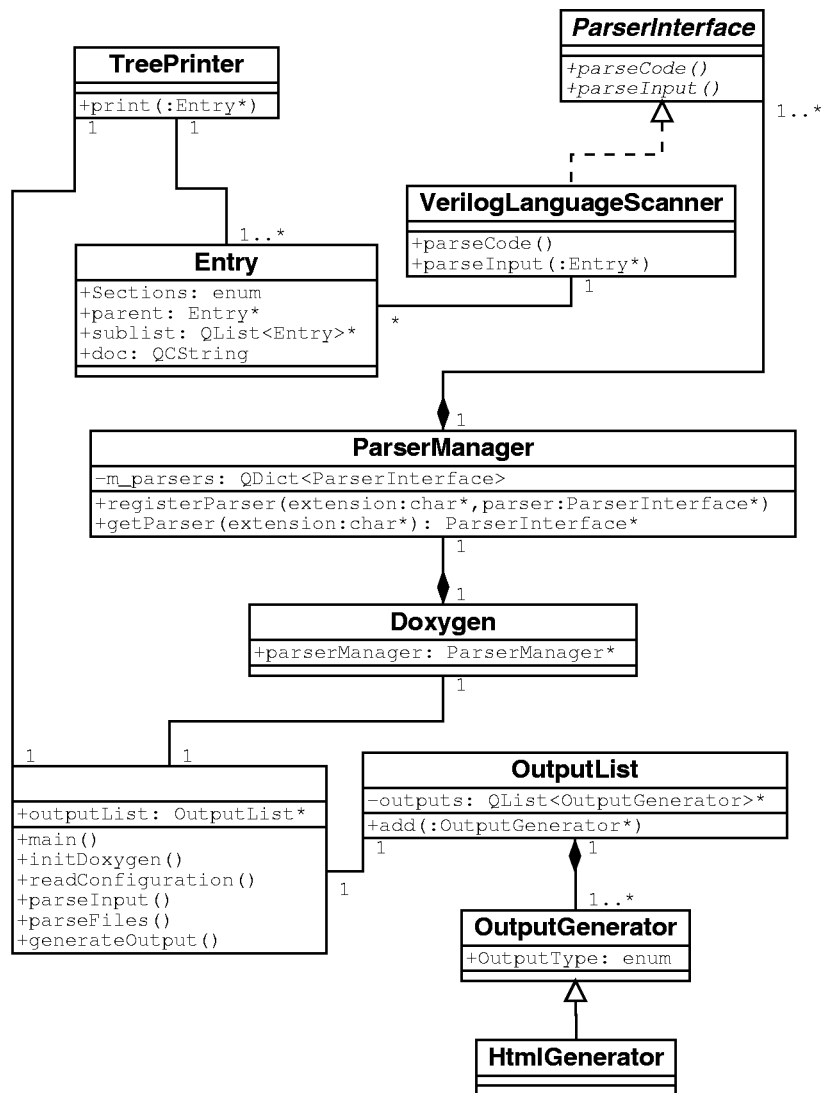 ParserInterface
+parseCode()
+parseInput()
1..*
TreePrinter
+print(:Entry*)
1
1
VerilogLanguageScanner
+parseCode()
+parseInput(:Entry*)
1
1..*
Entry
+Sections: enum
+parent: Entry*
+sublist: QList<Entry>*
+doc: QCString
*
1
ParserManager
-m_parsers: QDict<ParserInterface>
+registerParser(extension:char*,parser:ParserInterface*)
+getParser(extension:char*): ParserInterface*
1
1
Doxygen
+parserManager: ParserManager*
1
1
1
+outputList: OutputList*
+main()
+initDoxygen()
+readConfiguration()
+parseInput()
+parseFiles()
+generateOutput()
1
OutputList
-outputs: QList<OutputGenerator>*
+add(:OutputGenerator*)
1
1
1..*
OutputGenerator
+OutputType: enum
HtmlGenerator